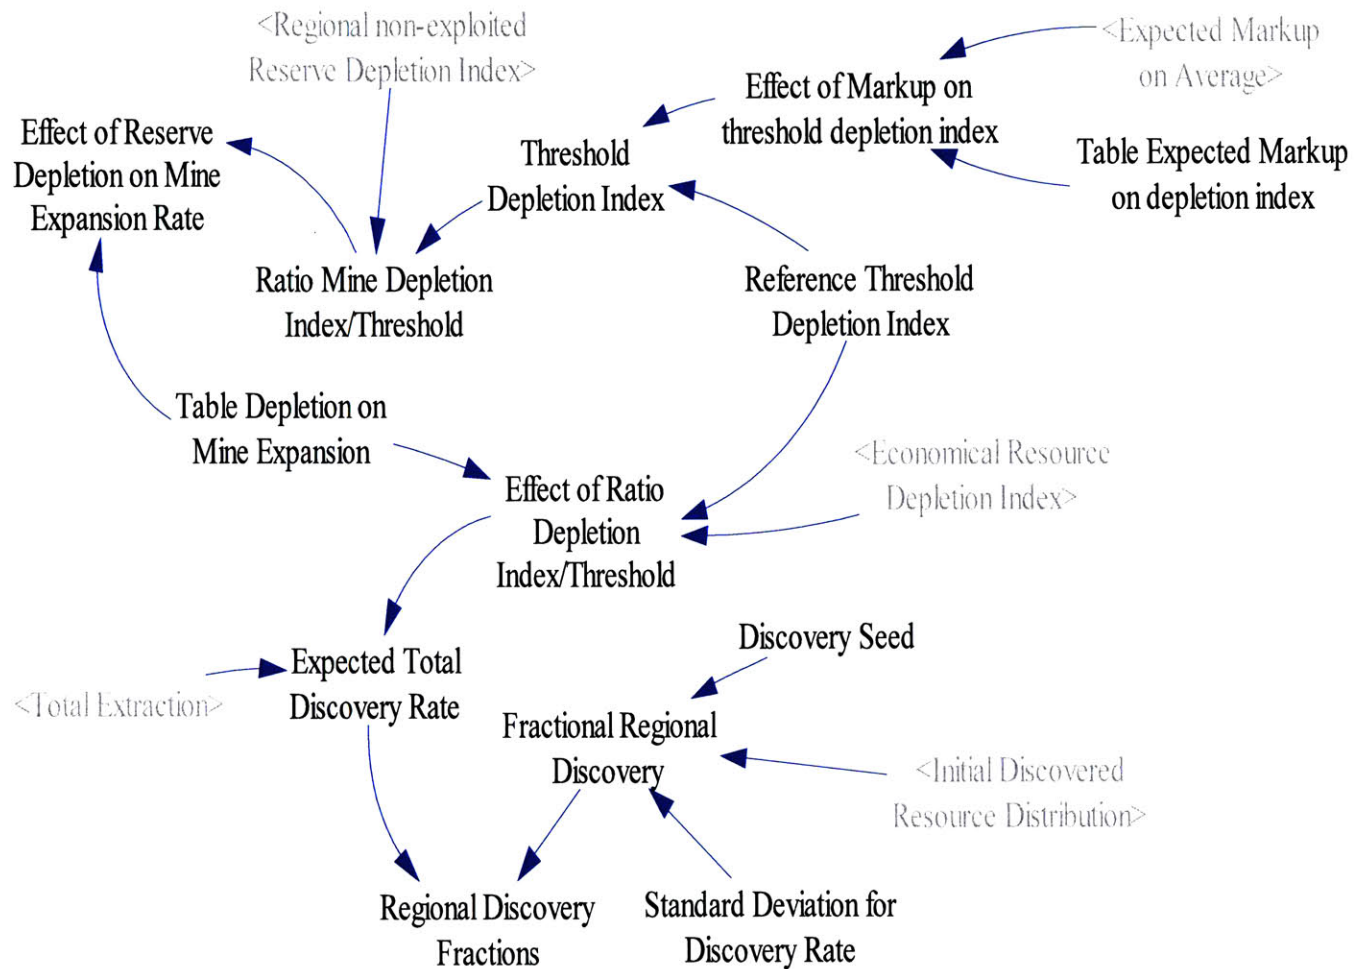 <Regional non-exploited
Reserve Depletion Index>
<Expected Markup
on Average>
Effect of Markup on
threshold depletion index
Effect of Reserve
Depletion on Mine
Expansion Rate
Threshold
Depletion Index
Table Expected Markup
on depletion index
Ratio Mine Depletion
Index/Threshold
Reference Threshold
Depletion Index
Table Depletion on
Mine Expansion
<Economical Resource
Depletion Index>
Effect of Ratio
Depletion
Index/Threshold
Discovery Seed
Expected Total
Discovery Rate
<Total Extraction>
Fractional Regional
Discovery
<Initial Discovered
Resource Distribution>
Regional Discovery
Fractions
Standard Deviation for
Discovery Rate